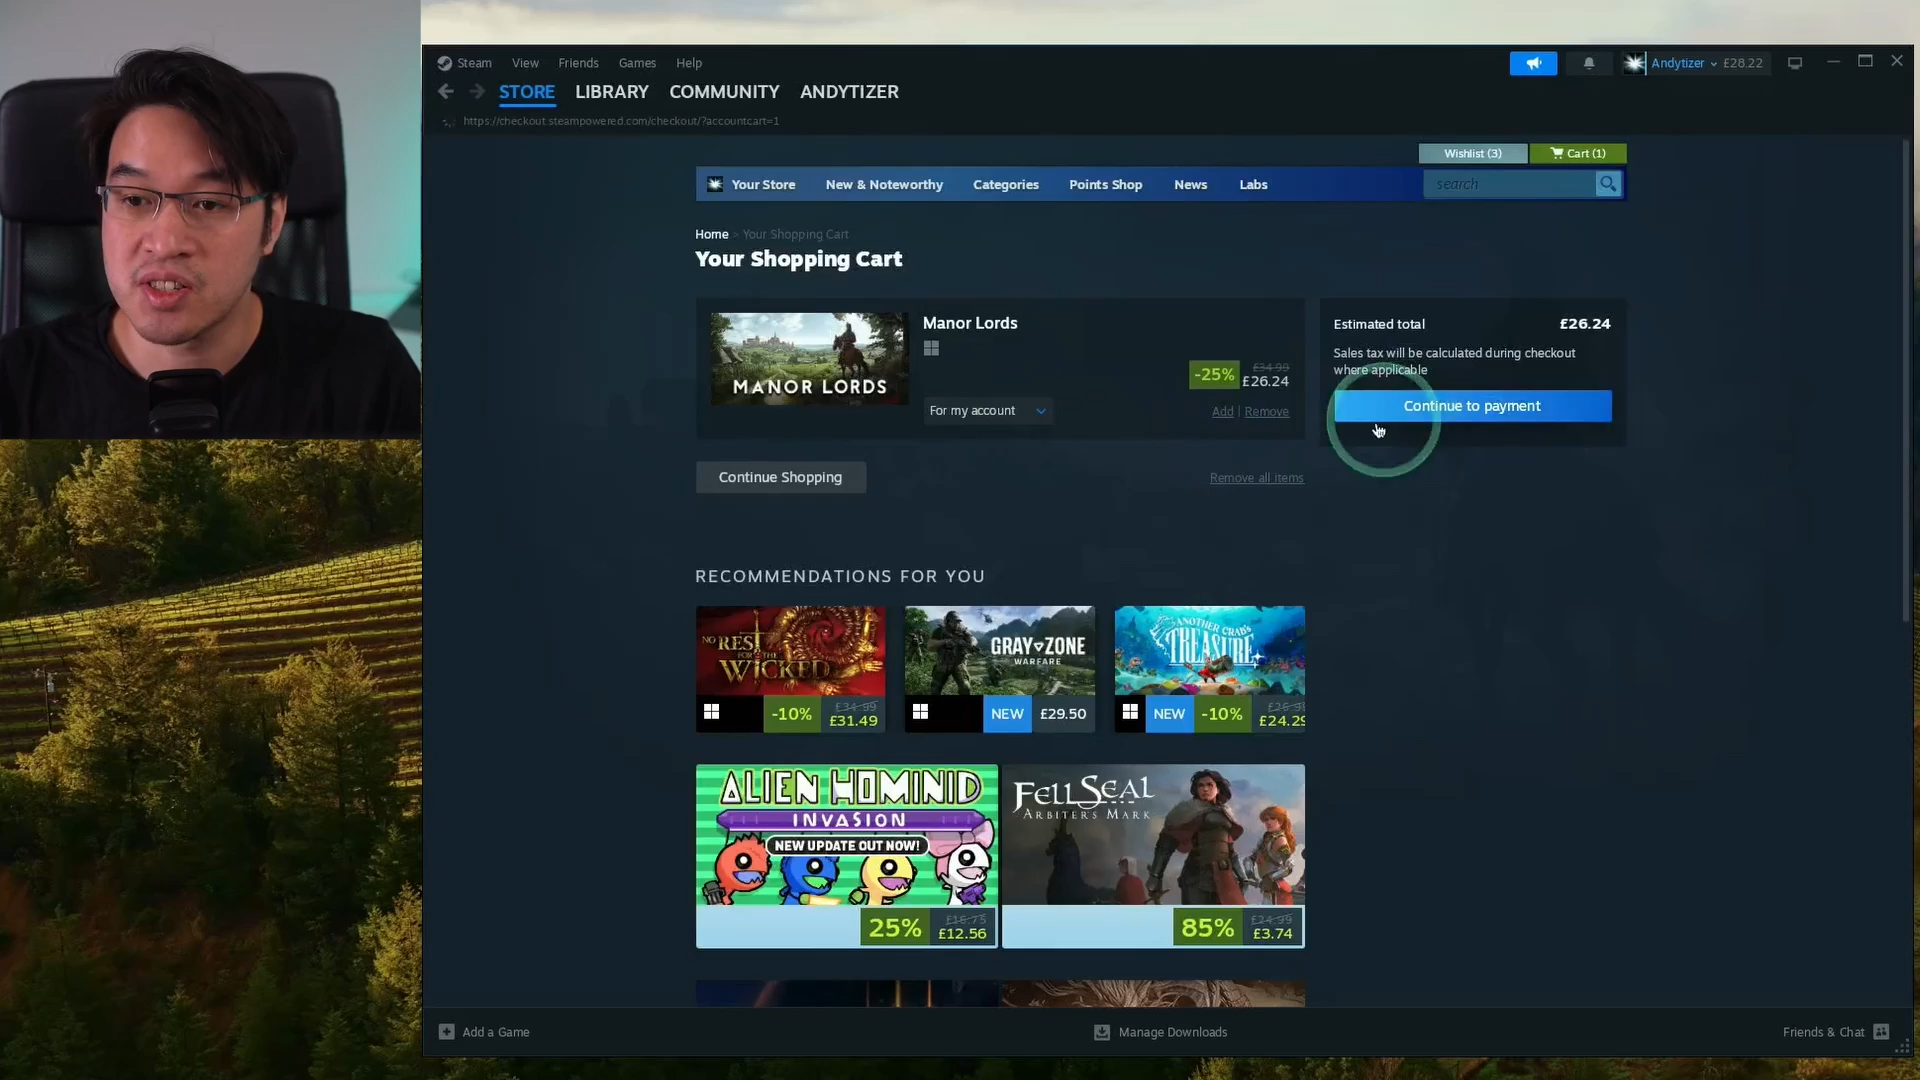 Steam View Friends Games Help
Andytizer £28.22
STORE LIBRARY COMMUNITY ANDYTIZER
https://checkout.steampowered.com/checkout/?accountcart=1
Wishlist (3) Cart (1)
Your Store New & Noteworthy Categories Points Shop News Labs search
Home > Your Shopping Cart
Your Shopping Cart
MANOR LORDS
Manor Lords
-25% £34.99
£26.24
For my account
Add | Remove
Estimated total £26.24
Sales tax will be calculated during checkout
where applicable
Continue to payment
Continue Shopping
Remove all items
RECOMMENDATIONS FOR YOU
NO REST FOR THE WICKED
-10% £34.99
£31.49
GRAY ZONE
WARFARE
NEW £29.50
ANOTHER CRAB'S
TREASURE
NEW -10% £24.29
ALIEN HOMINID
INVASION
NEW UPDATE OUT NOW!
25% £16.75
£12.56
FELL SEAL
ARBITER'S MARK
85% £24.99
£3.74
Add a Game
Manage Downloads
Friends & Chat